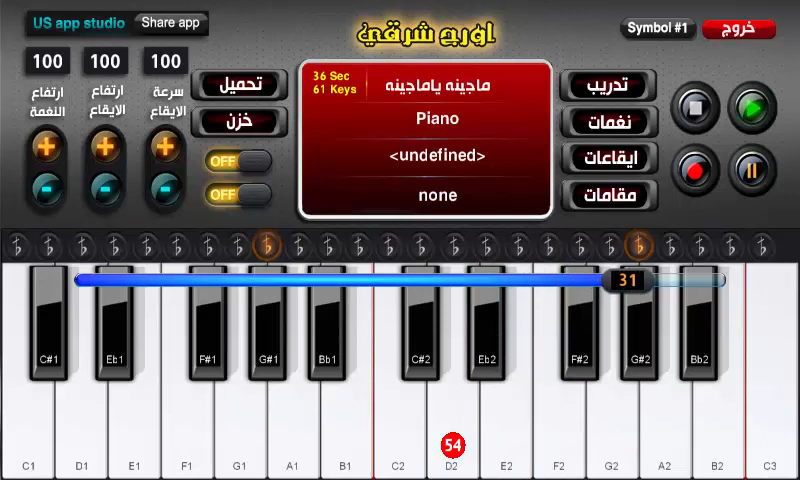 US app studio
Share app
اورج شرقي
Symbol #1
خروج
100
100
100
ارتفاع
النغمة
ارتفاع
الايقاع
سرعة
الايقاع
تحميل
خزن
OFF
OFF
36 Sec
61 Keys
ماجينه ياماجينه
Piano
<undefined>
none
تدريب
نغمات
ايقاعات
مقامات
31
C#1
Eb1
F#1
G#1
Bb1
C#2
Eb2
F#2
G#2
Bb2
54
C1
D1
E1
F1
G1
A1
B1
C2
D2
E2
F2
G2
A2
B2
C3